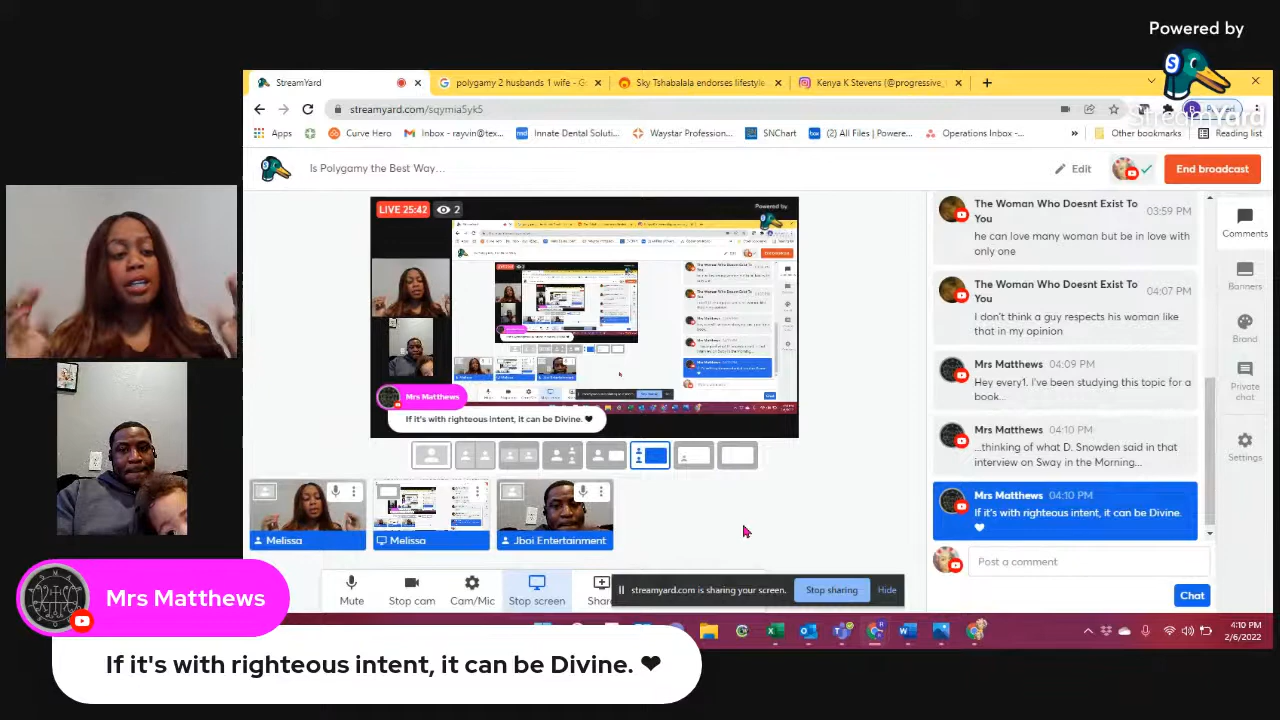 Powered by
StreamYard
StreamYard
polygamy 2 husbands 1 wife - G
Sky Tshabalala endorses lifestyle
Kenya K Stevens (@progressive_
streamyard.com/sqymia5yk5
Apps
Curve Hero
Inbox - rayvin@tex...
Innate Dental Soluti...
Waystar Profession...
SNChart
(2) All Files | Powere...
Operations Inbox -...
Other bookmarks
Reading list
Is Polygamy the Best Way...
Edit
End broadcast
LIVE 25:42
2
Powered by
Mrs Matthews
If it's with righteous intent, it can be Divine. ❤
Melissa
Melissa
Jboi Entertainment
The Woman Who Doesnt Exist To
You
03:59 PM
he can love many woman but be in love with
only one
The Woman Who Doesnt Exist To
You
04:07 PM
I don't think a guy respects his woman like
that in my opinion
Mrs Matthews 04:09 PM
Hey every1. I've been studying this topic for a
book...
Mrs Matthews 04:10 PM
...thinking of what D. Snowden said in that
interview on Sway in the Morning...
Mrs Matthews 04:10 PM
If it's with righteous intent, it can be Divine.
❤
Post a comment
Chat
Comments
Banners
Brand
Private
chat
Settings
Mute
Stop cam
Cam/Mic
Stop screen
Shar
streamyard.com is sharing your screen.
Stop sharing
Hide
4:10 PM
2/6/2022
Mrs Matthews
If it's with righteous intent, it can be Divine. ❤